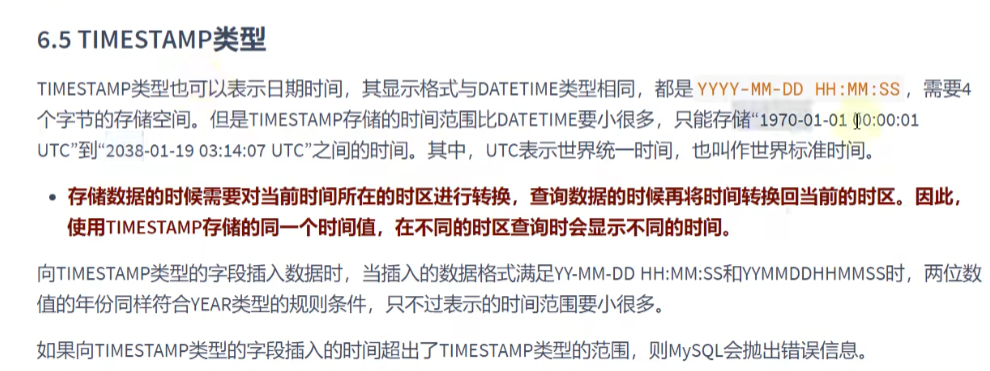 6.5 TIMESTAMP类型
TIMESTAMP类型也可以表示日期时间，其显示格式与DATETIME类型相同，都是 YYYY-MM-DD HH:MM:SS ，需要4
个字节的存储空间。但是TIMESTAMP存储的时间范围比DATETIME要小很多，只能存储“1970-01-01 00:00:01
UTC”到“2038-01-19 03:14:07 UTC”之间的时间。其中，UTC表示世界统一时间，也叫作世界标准时间。
• 存储数据的时候需要对当前时间所在的时区进行转换，查询数据的时候再将时间转换回当前的时区。因此，
使用TIMESTAMP存储的同一个时间值，在不同的时区查询时会显示不同的时间。
向TIMESTAMP类型的字段插入数据时，当插入的数据格式满足YY-MM-DD HH:MM:SS和YYMMDDHHMMSS时，两位数
值的年份同样符合YEAR类型的规则条件，只不过表示的时间范围要小很多。
如果向TIMESTAMP类型的字段插入的时间超出了TIMESTAMP类型的范围，则MySQL会抛出错误信息。